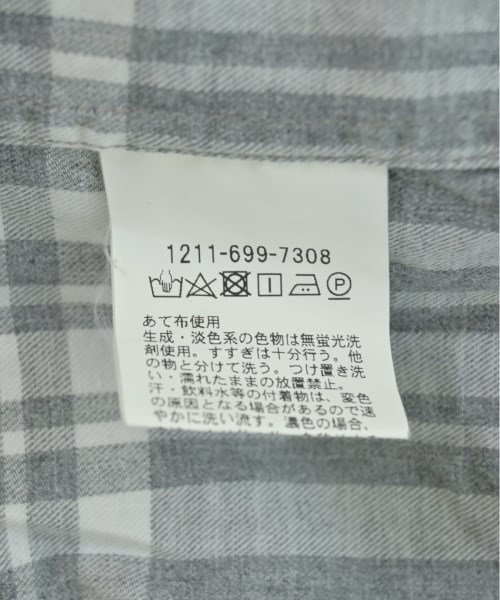 1211-699-7308
P
あて布使用
生成・淡色系の色物は無蛍光洗
剤使用。すすぎは十分行う。他
の物と分けて洗う。つけ置き洗
い・濡れたままの放置禁止。
汗・飲料水等の付着物は、変色
の原因となる場合があるので速
やかに洗い流す。濃色の場合、